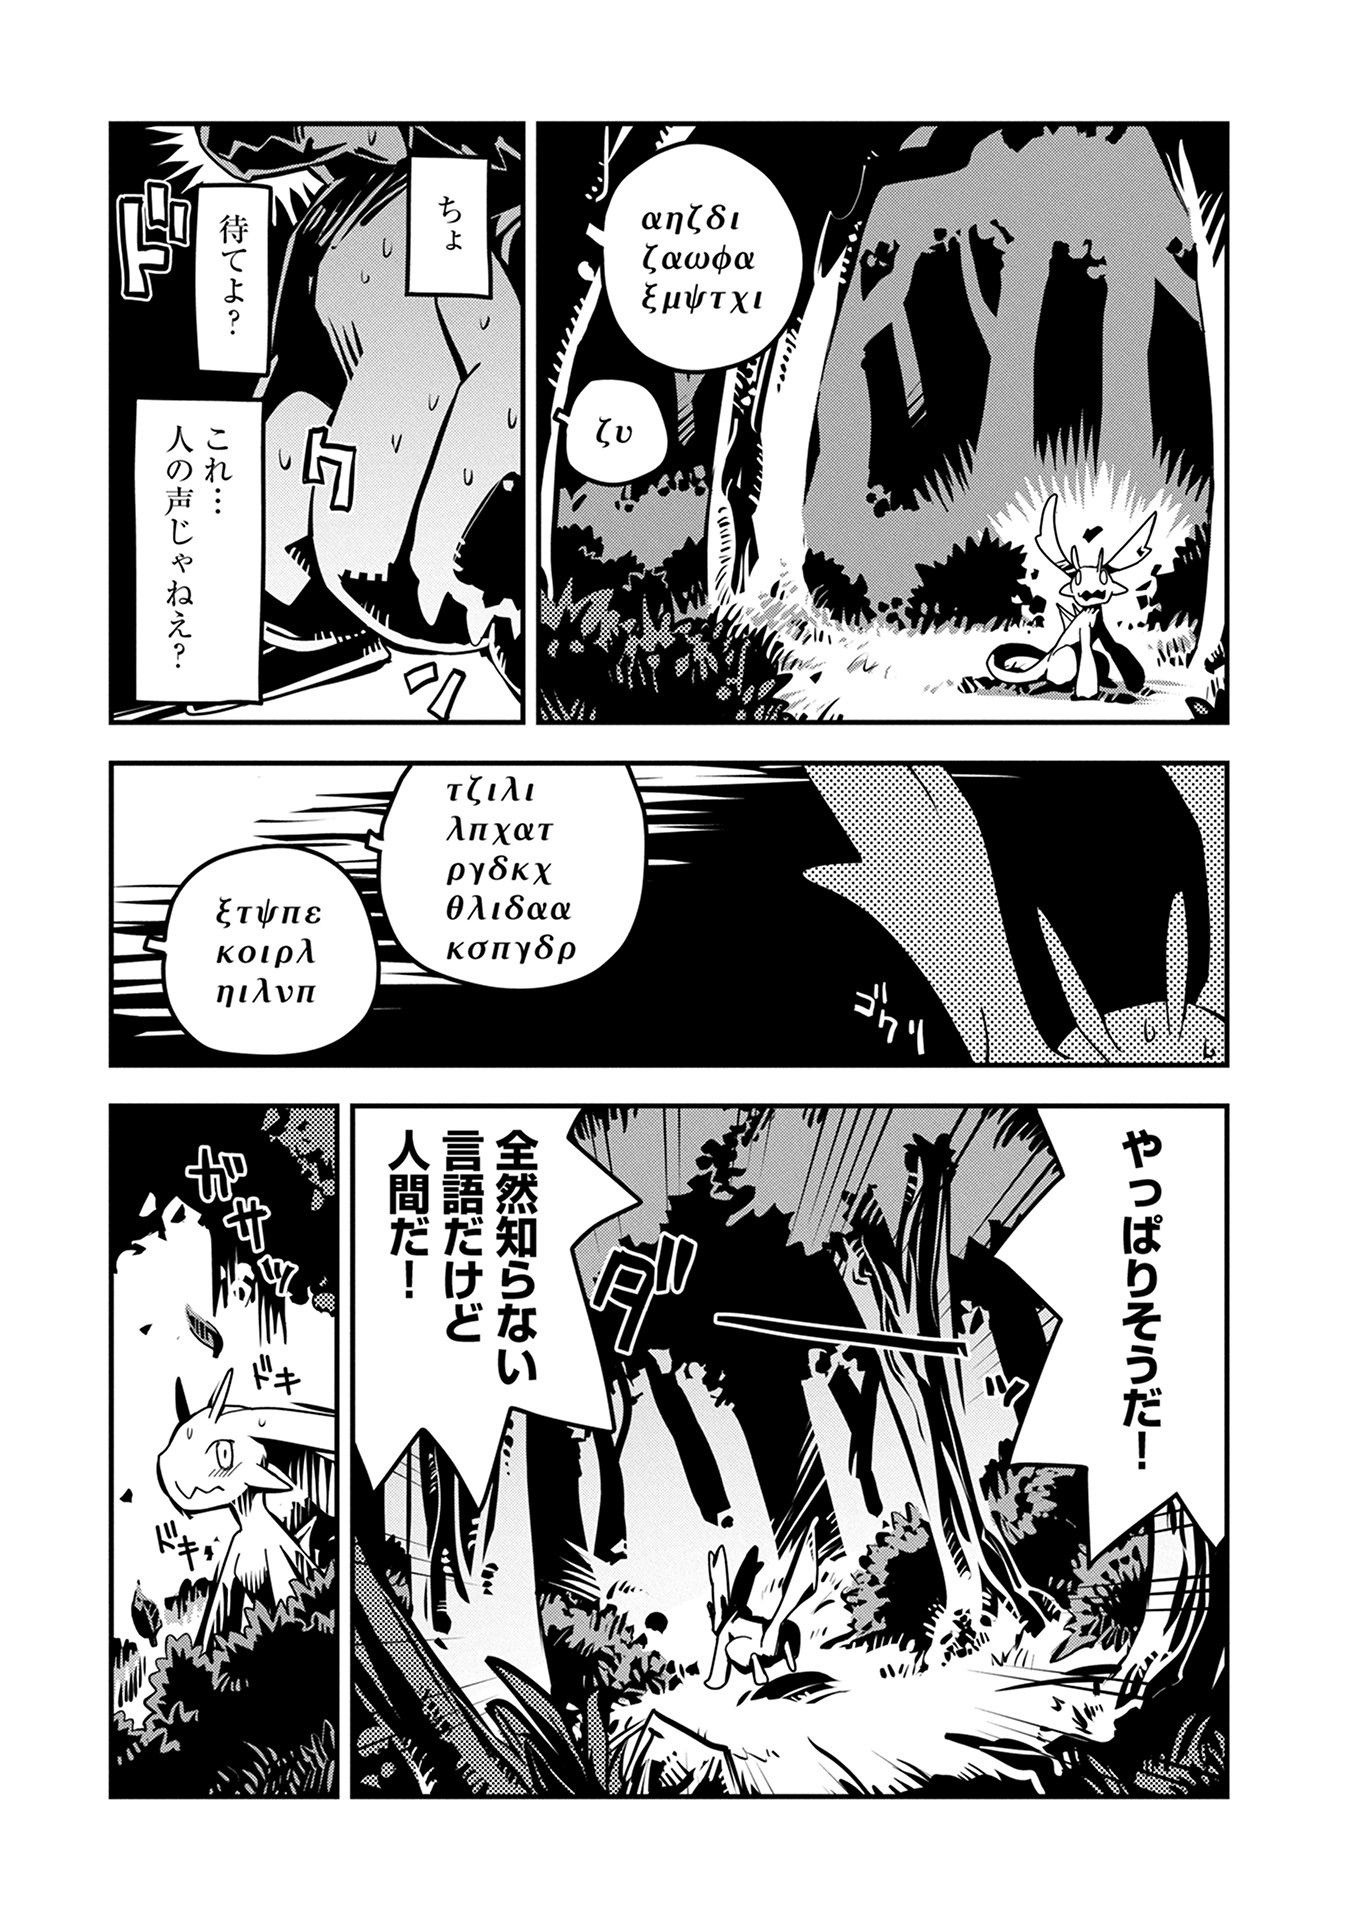 αηζδι
ζαωφα
ξμψτχι
ζυ
ちょ
待てよ?
これ…
人の声じゃねえ?
ドクンッ
τζιλι
λπχατ
ργδκχ
θλιδαα
κσπγδρ
ξτψπε
κοιρλ
ηιλνπ
ゴクリ
やっぱりそうだ!
全然知らない
言語だけど
人間だ!
ダッ
ガサガサッ
ドキ
ドキ